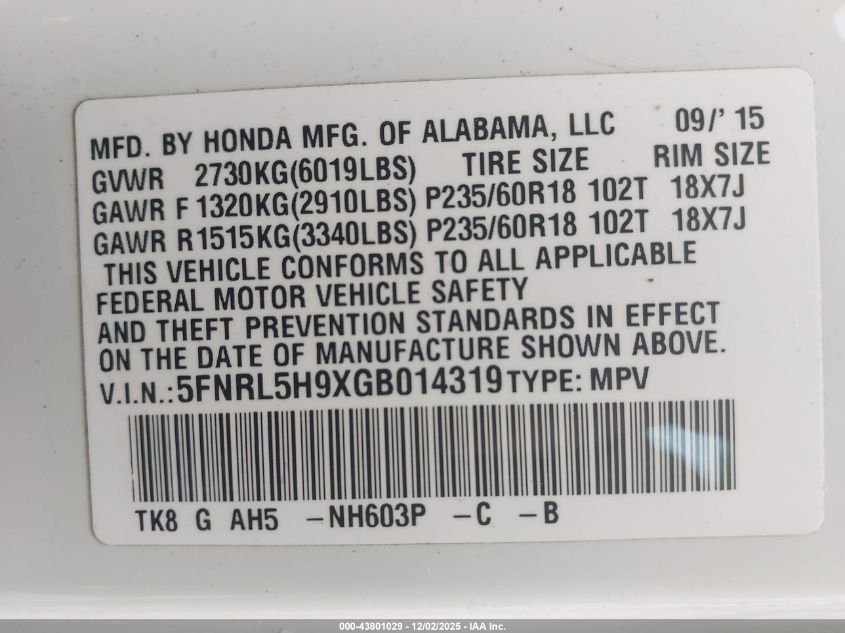 MFD. BY HONDA MFG. OF ALABAMA, LLC 09/' 15
GVWR 2730KG(6019LBS) TIRE SIZE RIM SIZE
GAWR F 1320KG(2910LBS) P235/60R18 102T 18X7J
GAWR R1515KG(3340LBS) P235/60R18 102T 18X7J
THIS VEHICLE CONFORMS TO ALL APPLICABLE
FEDERAL MOTOR VEHICLE SAFETY
AND THEFT PREVENTION STANDARDS IN EFFECT
ON THE DATE OF MANUFACTURE SHOWN ABOVE.
V.I.N.:5FNRL5H9XGB014319 TYPE: MPV
TK8 G AH5 -NH603P -C -B
000-43801029 - 12/02/2025 - IAA Inc.